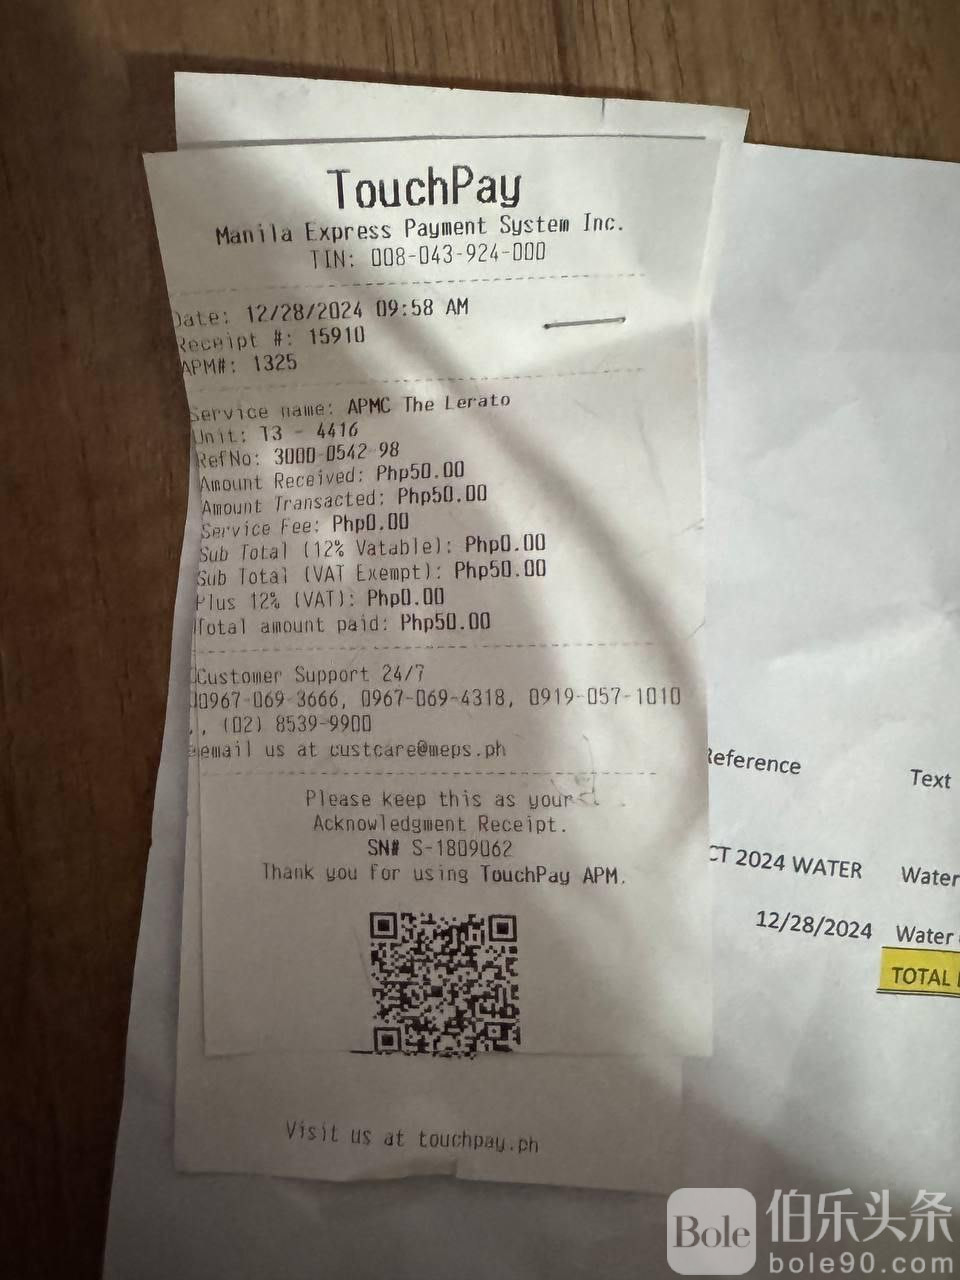 TouchPay
Manila Express Payment System Inc.
TIN: 008-043-924-000
Date: 12/28/2024 09:58 AM
Receipt #: 15910
APM#: 1325
Service name: APMC The Lerato
Unit: T3 - 4416
RefNo: 3000-0542 98
Amount Received: Php50.00
Amount Transacted: Php50.00
Service Fee: Php0.00
Sub Total (12% Vatable): Php0.00
Sub Total (VAT Exempt): Php50.00
Plus 12% (VAT): Php0.00
Total amount paid: Php50.00
Customer Support 24/7
0967-069-3666, 0967-069-4318, 0919-057-1010
, (02) 8539-9900
email us at custcare@meps.ph
Please keep this as your
Acknowledgment Receipt.
SN# S-1809062
Thank you for using TouchPay APM.
Visit us at touchpay.ph
Reference Text
CT 2024 WATER Water
12/28/2024 Water
TOTAL
Bole 伯乐头条
bole90.com